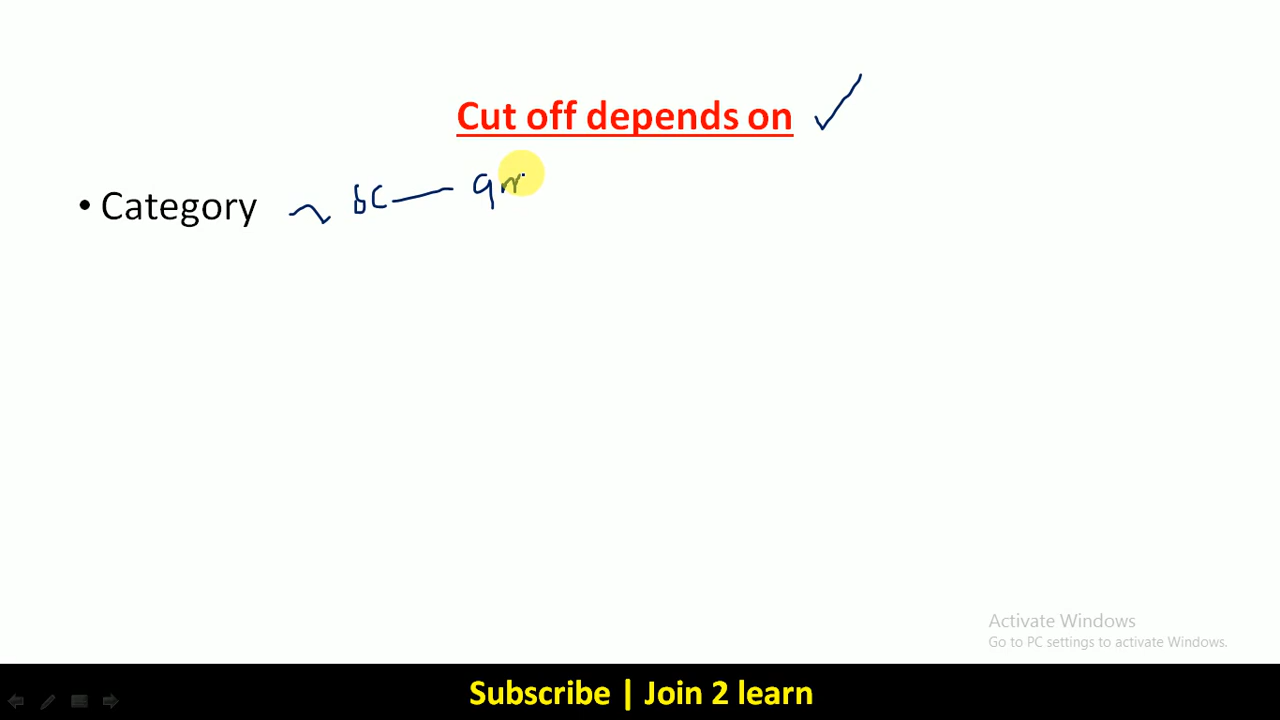 Cut off depends on
• Category bC
Activate Windows
Go to PC settings to activate Windows.
Subscribe | Join 2 learn